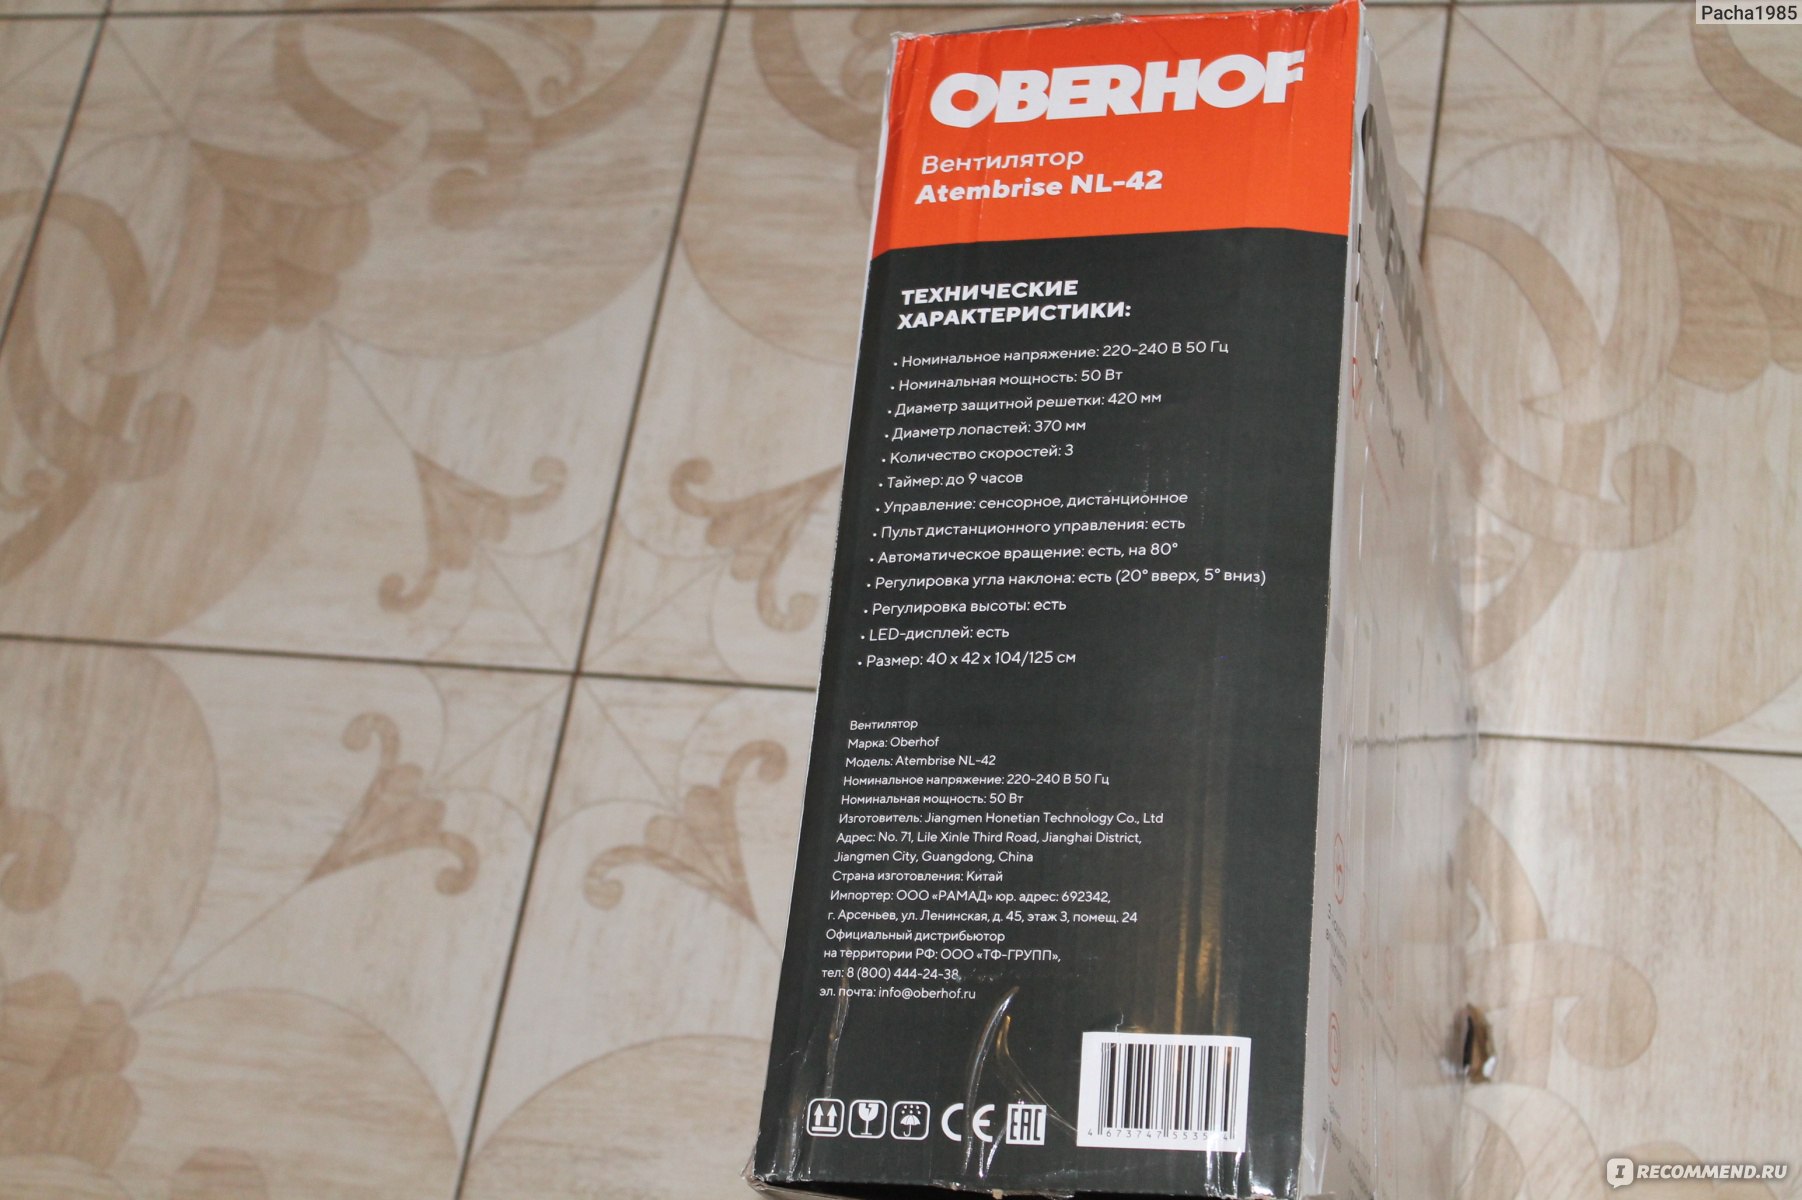 Pacha1985
OBERHOF
Вентилятор
Atembrise NL-42
ТЕХНИЧЕСКИЕ
ХАРАКТЕРИСТИКИ:
• Номинальное напряжение: 220-240 В 50 Гц
• Номинальная мощность: 50 Вт
• Диаметр защитной решетки: 420 мм
• Диаметр лопастей: 370 мм
• Количество скоростей: 3
• Таймер: до 9 часов
• Управление: сенсорное, дистанционное
• Пульт дистанционного управления: есть
• Автоматическое вращение: есть, на 80°
• Регулировка угла наклона: есть (20° вверх, 5° вниз)
• Регулировка высоты: есть
• LED-дисплей: есть
• Размер: 40 x 42 x 104/125 см
Вентилятор
Марка: Oberhof
Модель: Atembrise NL-42
Номинальное напряжение: 220-240 В 50 Гц
Номинальная мощность: 50 Вт
Изготовитель: Jiangmen Honetian Technology Co., Ltd
Адрес: No. 71, Lile Xinle Third Road, Jianghai District,
Jiangmen City, Guangdong, China
Страна изготовления: Китай
Импортер: ООО «РАМАД» юр. адрес: 692342,
г. Арсеньев, ул. Ленинская, д. 45, этаж 3, помещ. 24
Официальный дистрибьютор
на территории РФ: ООО «ТФ-ГРУПП»,
тел: 8 (800) 444-24-38,
эл. почта: info@oberhof.ru
CE EAC
I RECOMMEND.RU